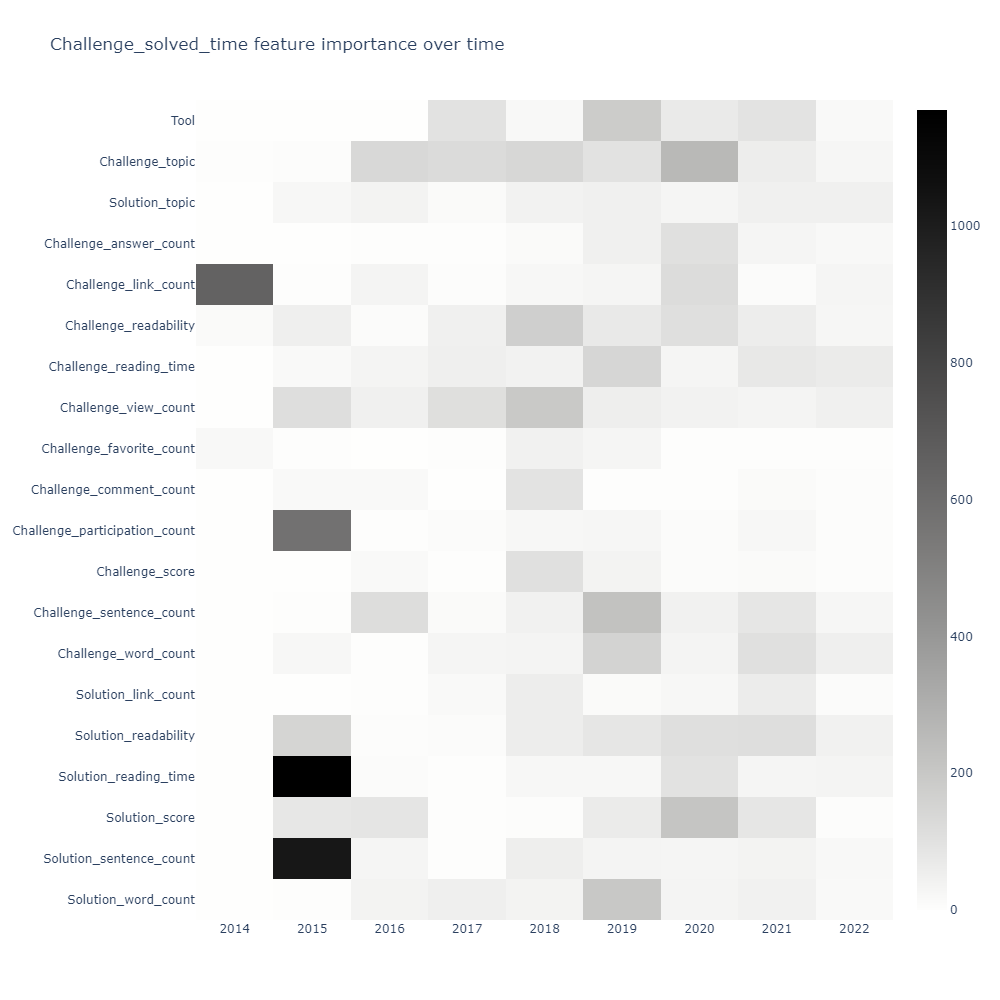 Challenge_solved_time feature importance over time
Tool
Challenge_topic
Solution_topic
Challenge_answer_count
Challenge_link_count
Challenge_readability
Challenge_reading_time
Challenge_view_count
Challenge_favorite_count
Challenge_comment_count
Challenge_participation_count
Challenge_score
Challenge_sentence_count
Challenge_word_count
Solution_link_count
Solution_readability
Solution_reading_time
Solution_score
Solution_sentence_count
Solution_word_count
2014 2015 2016 2017 2018 2019 2020 2021 2022
1000
800
600
400
200
0